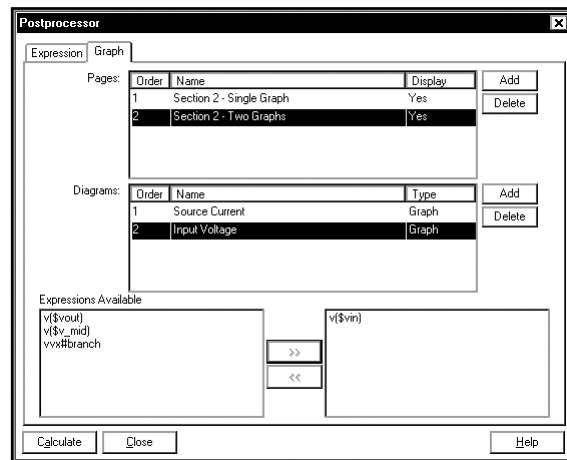 Postprocessor
Expression Graph
Pages: Order Name Display Add
1 Section 2 - Single Graph Yes Delete
2 Section 2 - Two Graphs Yes
Diagrams: Order Name Type Add
1 Source Current Graph Delete
2 Input Voltage Graph
Expressions Available
v($vout) v($vin)
v($v_mid)
vvx#branch
>>
<<
Calculate Close Help